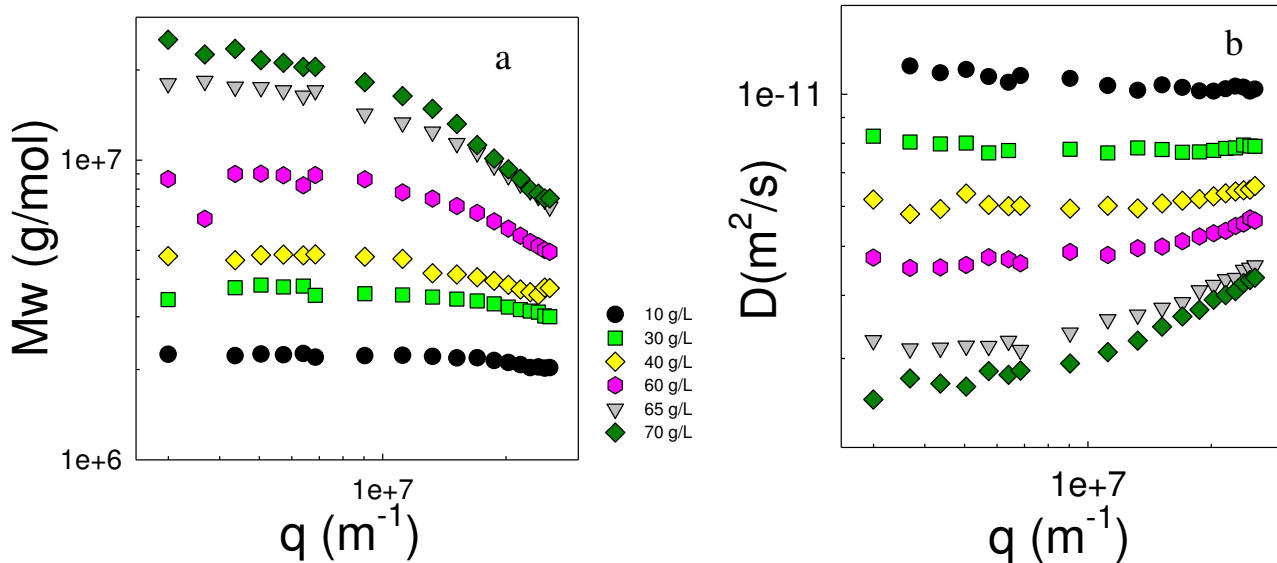 a
Mw (g/mol)
1e+7
1e+6
1e+7
q (m⁻¹)
10 g/L
30 g/L
40 g/L
60 g/L
65 g/L
70 g/L
b
D(m²/s)
1e-11
1e+7
q (m⁻¹)